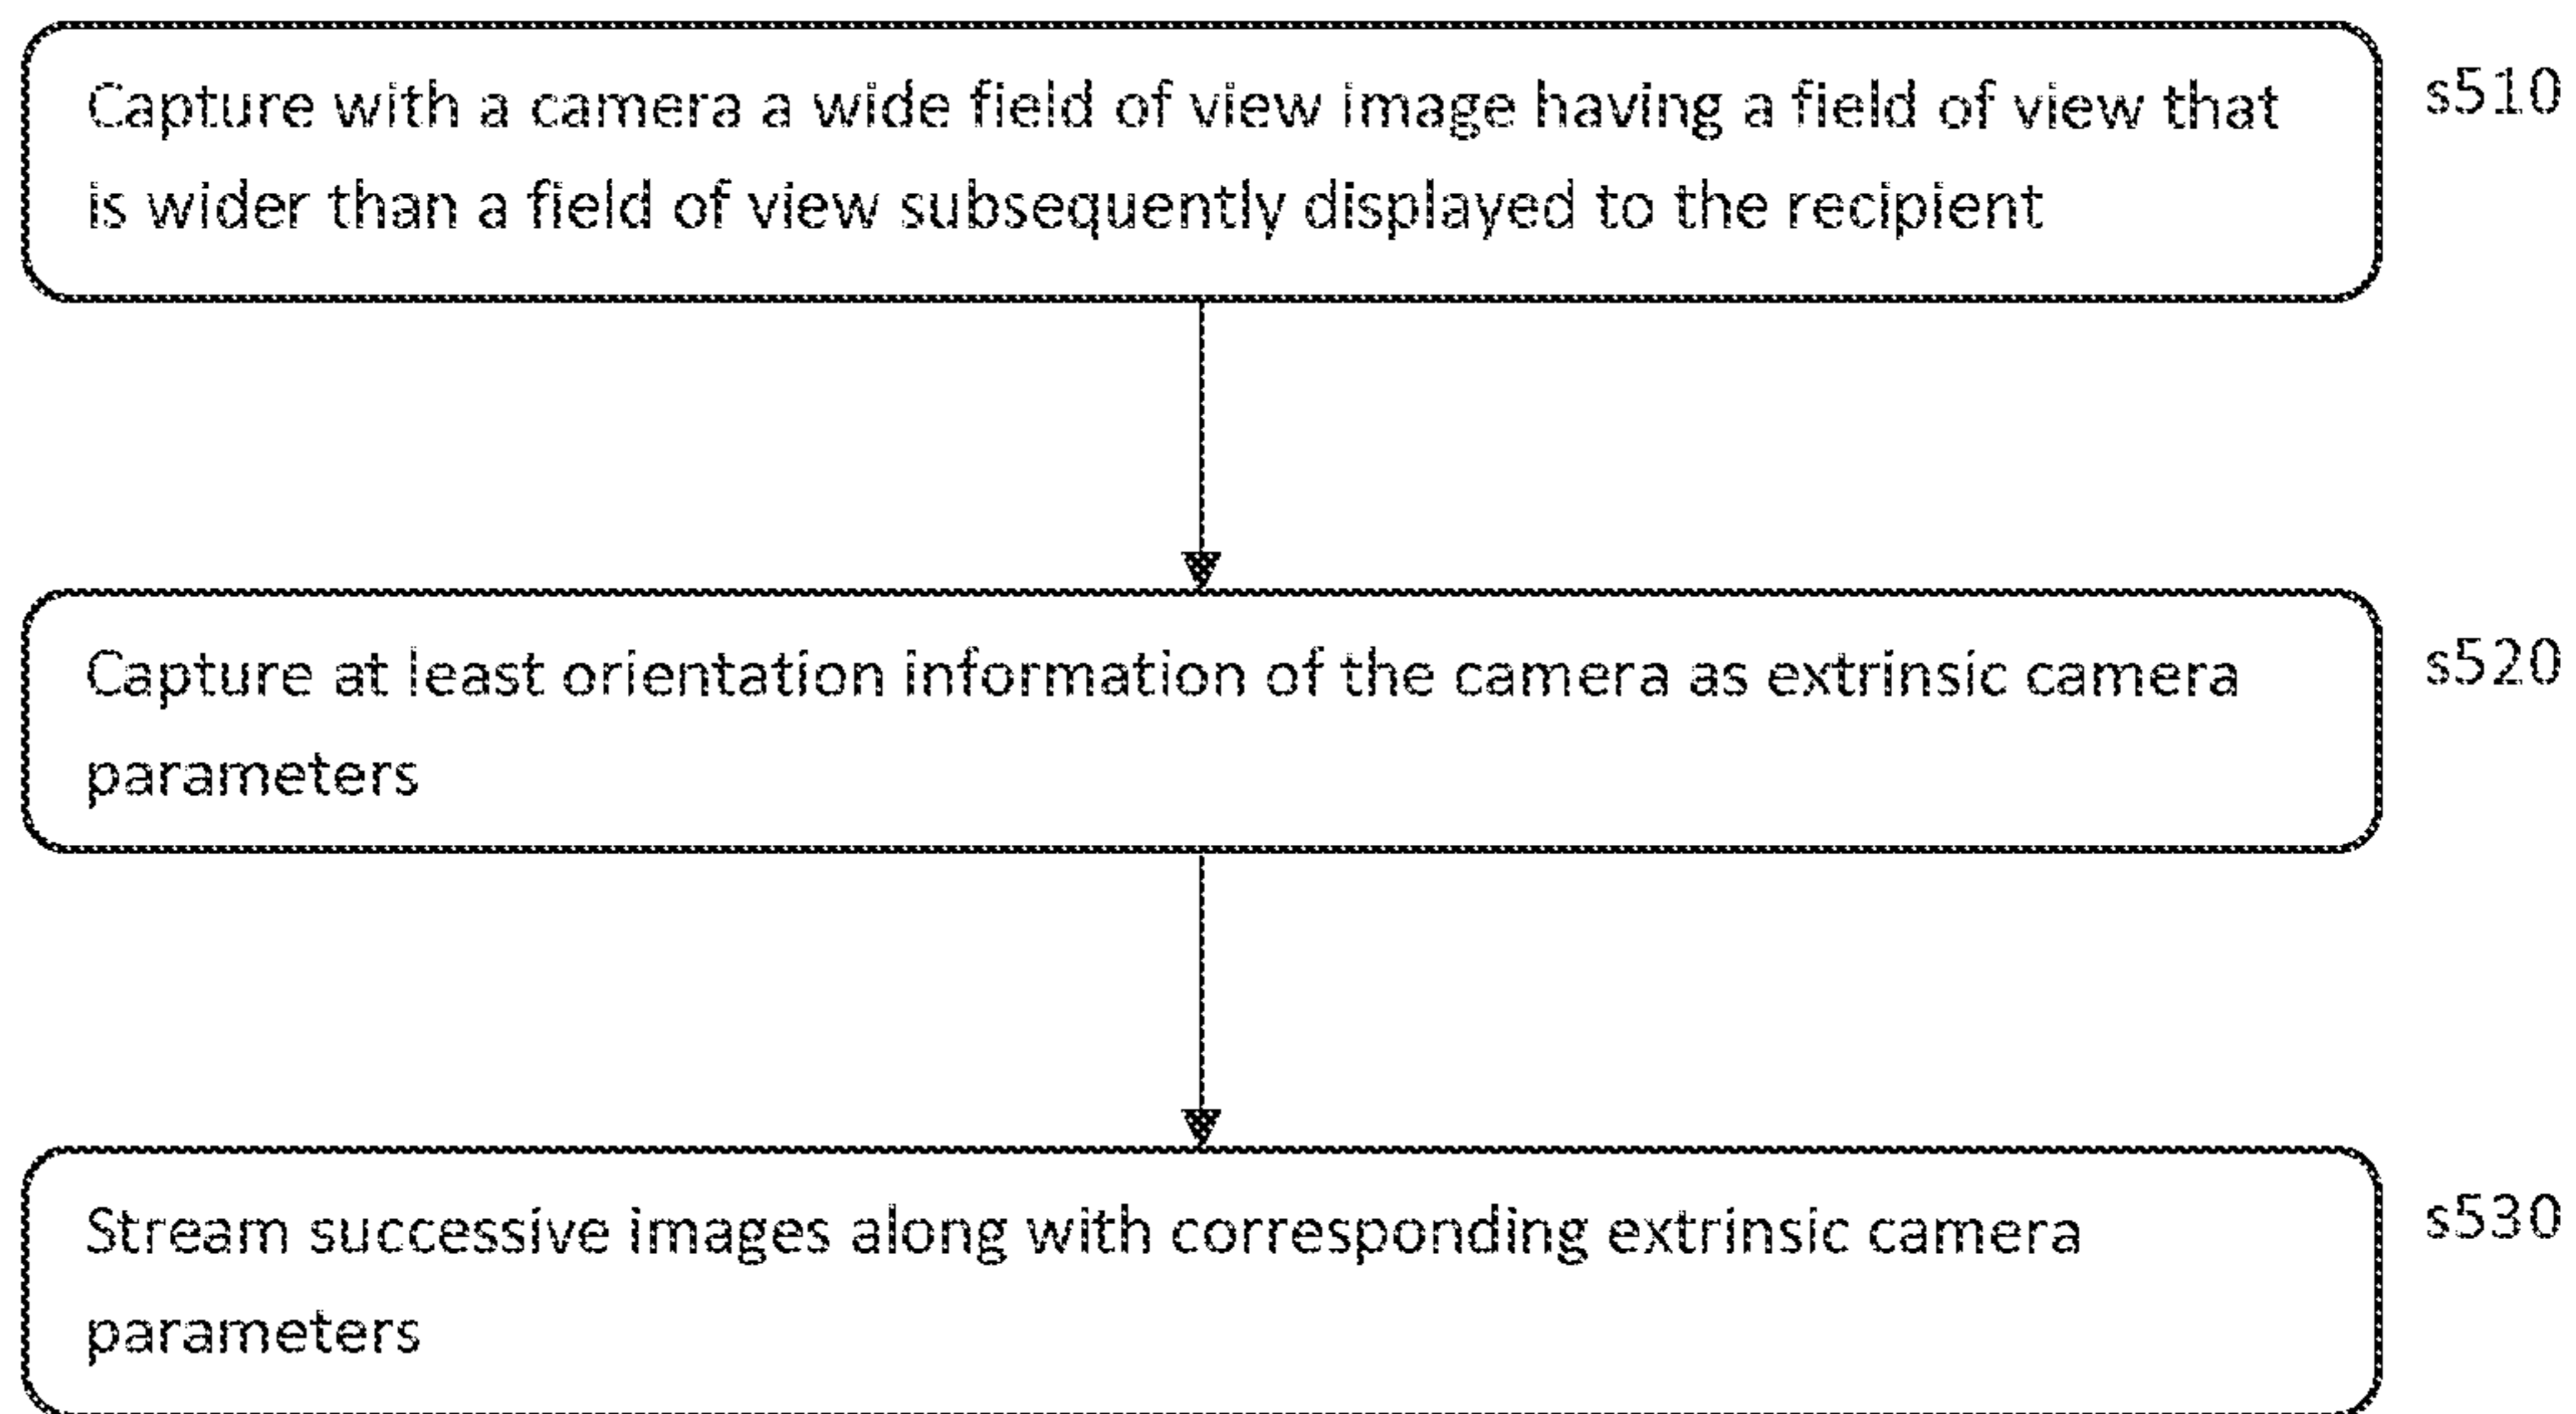 Capture with a camera a wide field of view image having a field of view that
is wider than a field of view subsequently displayed to the recipient
s510
Capture at least orientation information of the camera as extrinsic camera
parameters
s520
Stream successive images along with corresponding extrinsic camera
parameters
s530